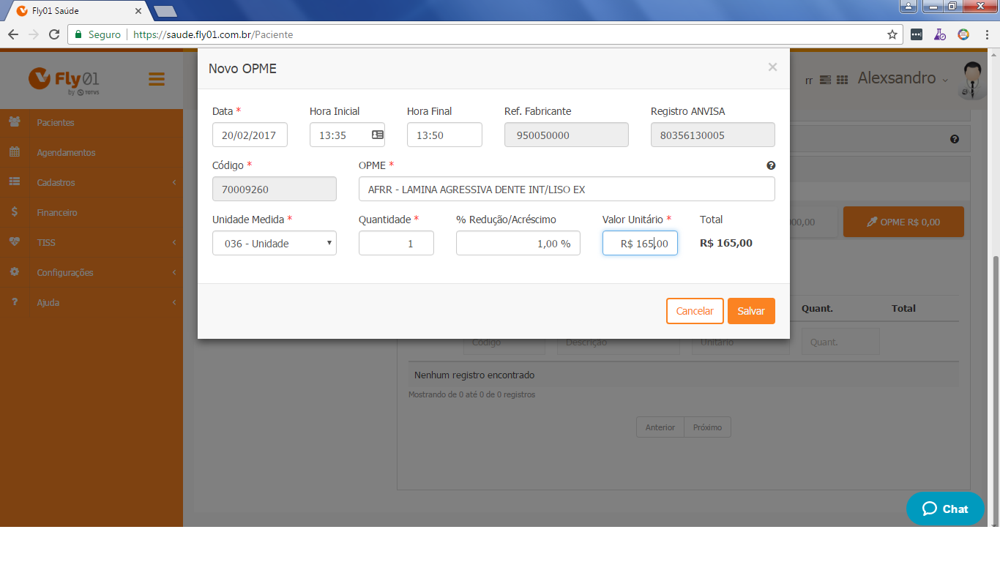 Fly01 Saúde
Seguro
https://saude.fly01.com.br/Paciente
Fly01
by TOTVS
Novo OPME
×
rr
Alexsandro
Pacientes
Agendamentos
Cadastros
Financeiro
TISS
Configurações
Ajuda
Data * Hora Inicial Hora Final Ref. Fabricante Registro ANVISA
20/02/2017 13:35 13:50 950050000 80356130005
Código * OPME *
70009260 AFRR - LAMINA AGRESSIVA DENTE INT/LISO EX
Unidade Medida * Quantidade * % Redução/Acréscimo Valor Unitário * Total
036 - Unidade 1 1,00 % R$ 165,00 R$ 165,00
Cancelar Salvar
OPME R$ 0,00
Quant. Total
Código Descrição Unitário Quant.
Nenhum registro encontrado
Mostrando de 0 até 0 de 0 registros
Anterior Próximo
Chat